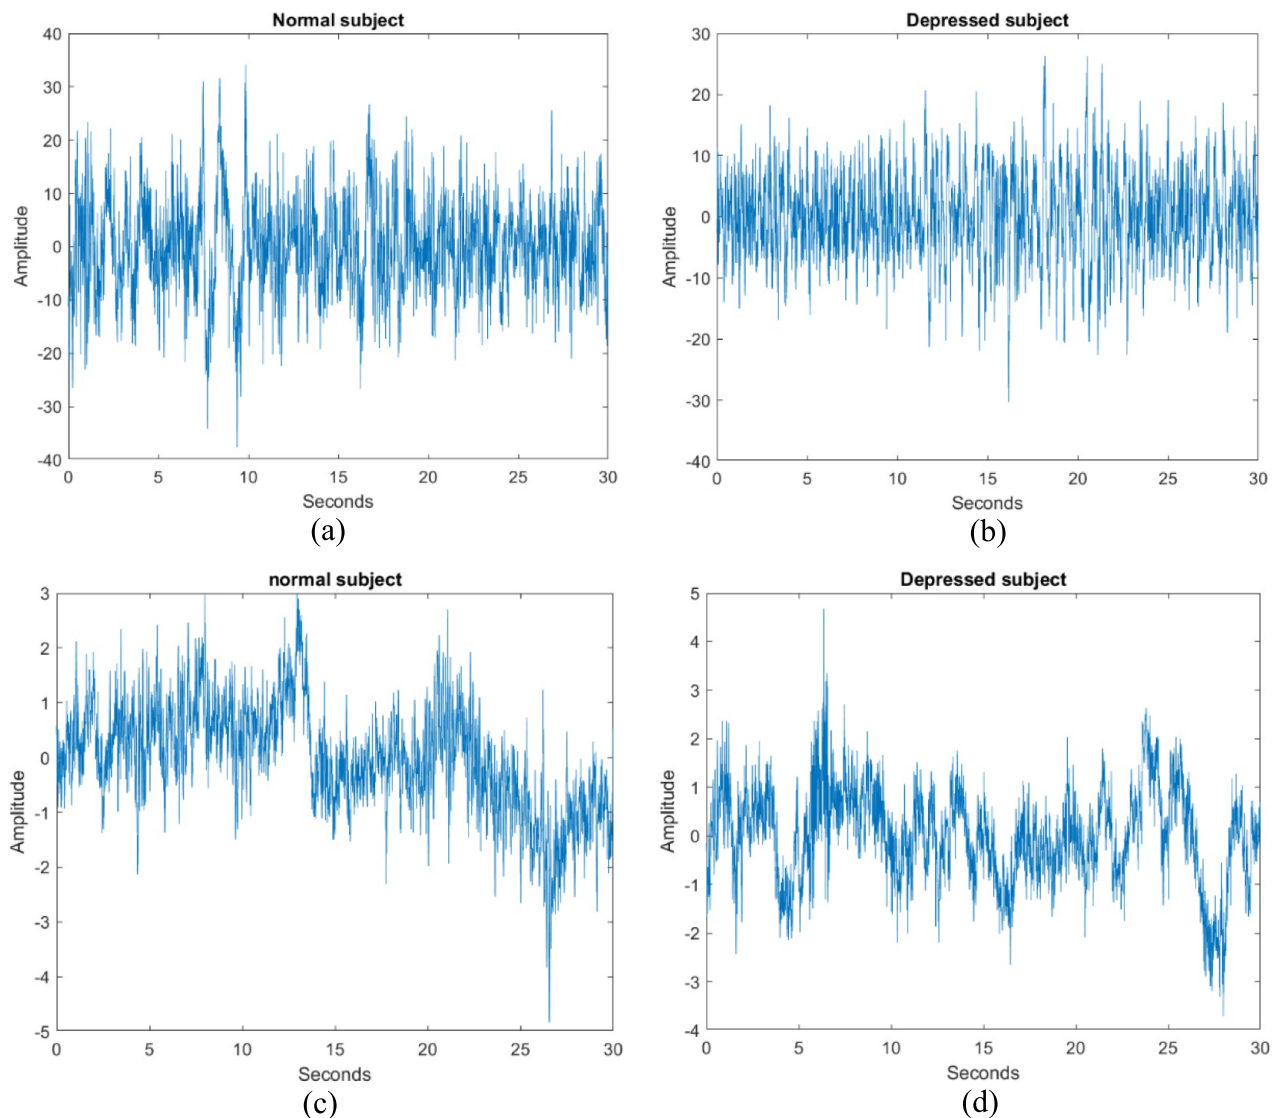 Normal subject
40
30
20
10
0
-10
-20
-30
-40
Amplitude
0 5 10 15 20 25 30
Seconds
(a)
Depressed subject
30
20
10
0
-10
-20
-30
-40
Amplitude
0 5 10 15 20 25 30
Seconds
(b)
normal subject
3
2
1
0
-1
-2
-3
-4
-5
Amplitude
0 5 10 15 20 25 30
Seconds
(c)
Depressed subject
5
4
3
2
1
0
-1
-2
-3
-4
Amplitude
0 5 10 15 20 25 30
Seconds
(d)